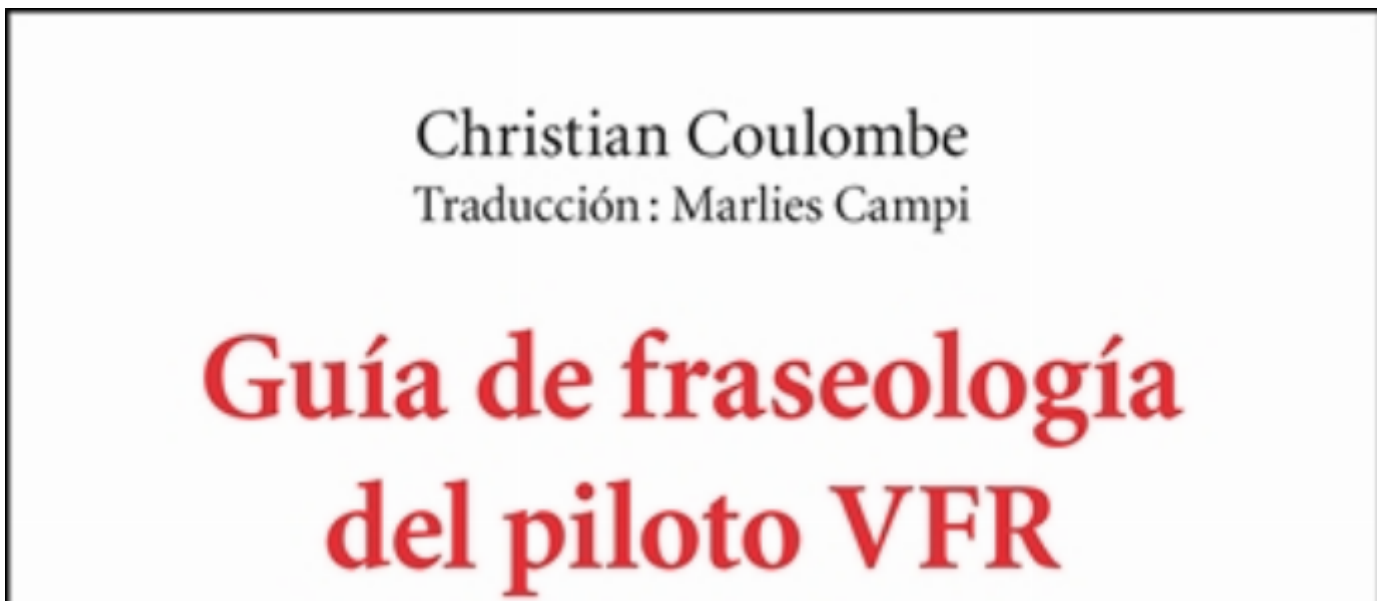 Christian Coulombe
Traducción: Marlies Campi
Guía de fraseología
del piloto VFR